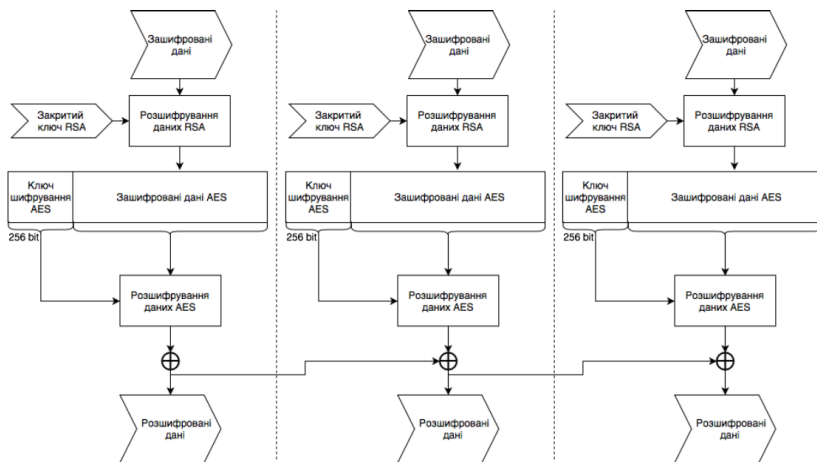 Зашифровані
дані
Закритий
ключ RSA
Розшифрування
даних RSA
Ключ
шифрування
AES
Зашифровані дані AES
256 bit
Розшифрування
даних AES
Розшифровані
дані
Зашифровані
дані
Закритий
ключ RSA
Розшифрування
даних RSA
Ключ
шифрування
AES
Зашифровані дані AES
256 bit
Розшифрування
даних AES
Розшифровані
дані
Зашифровані
дані
Закритий
ключ RSA
Розшифрування
даних RSA
Ключ
шифрування
AES
Зашифровані дані AES
256 bit
Розшифрування
даних AES
Розшифровані
дані